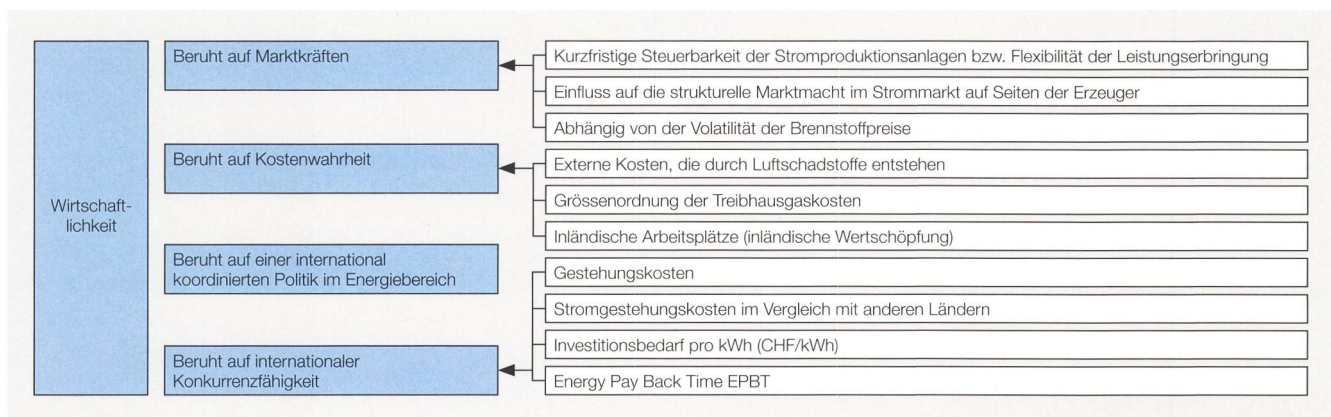 Wirtschaft-
lichkeit
Beruht auf Marktkräften
Kurzfristige Steuerbarkeit der Stromproduktionsanlagen bzw. Flexibilität der Leistungserbringung
Einfluss auf die strukturelle Marktmacht im Strommarkt auf Seiten der Erzeuger
Abhängig von der Volatilität der Brennstoffpreise
Beruht auf Kostenwahrheit
Externe Kosten, die durch Luftschadstoffe entstehen
Grössenordnung der Treibhausgaskosten
Inländische Arbeitsplätze (inländische Wertschöpfung)
Beruht auf einer international
koordinierten Politik im Energiebereich
Beruht auf internationaler
Konkurrenzfähigkeit
Gestehungskosten
Stromgestehungskosten im Vergleich mit anderen Ländern
Investitionsbedarf pro kWh (CHF/kWh)
Energy Pay Back Time EPBT